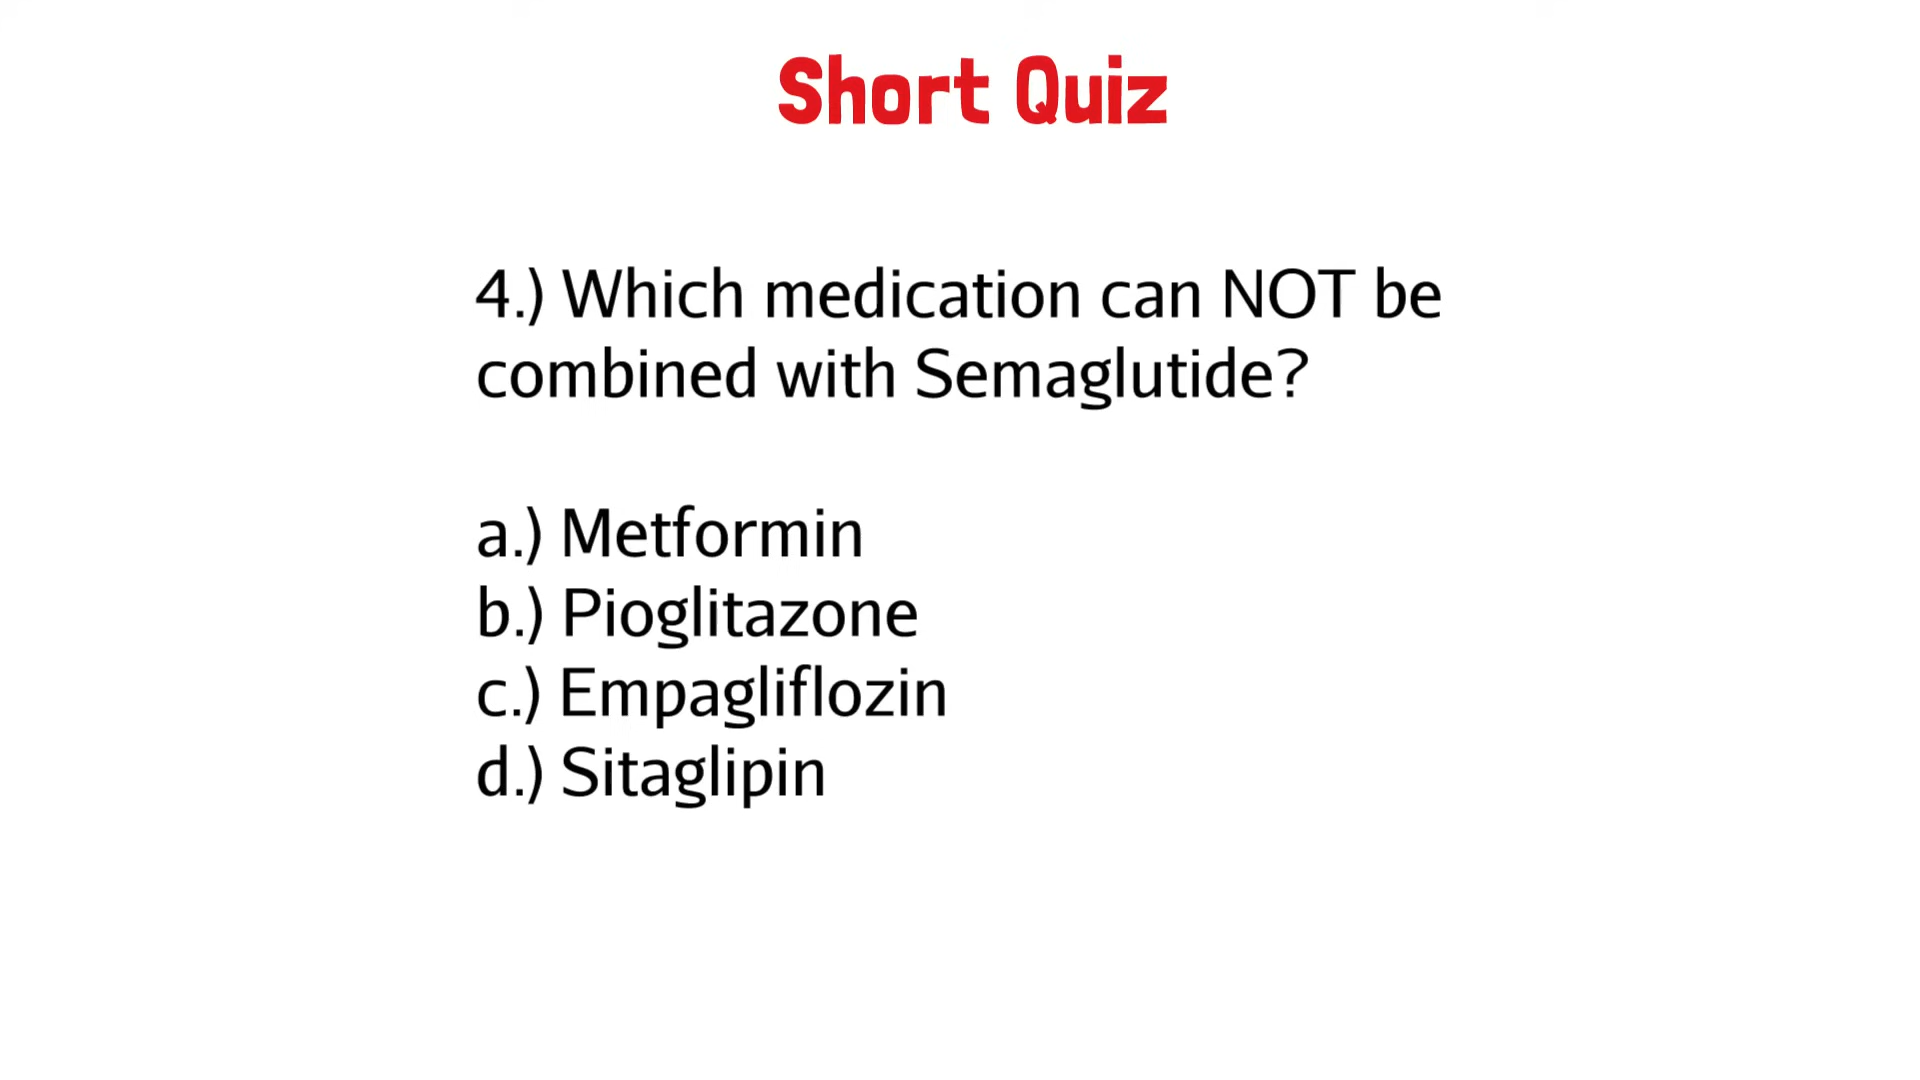 Short Quiz
4.) Which medication can NOT be
combined with Semaglutide?
a.) Metformin
b.) Pioglitazone
c.) Empagliflozin
d.) Sitaglipin